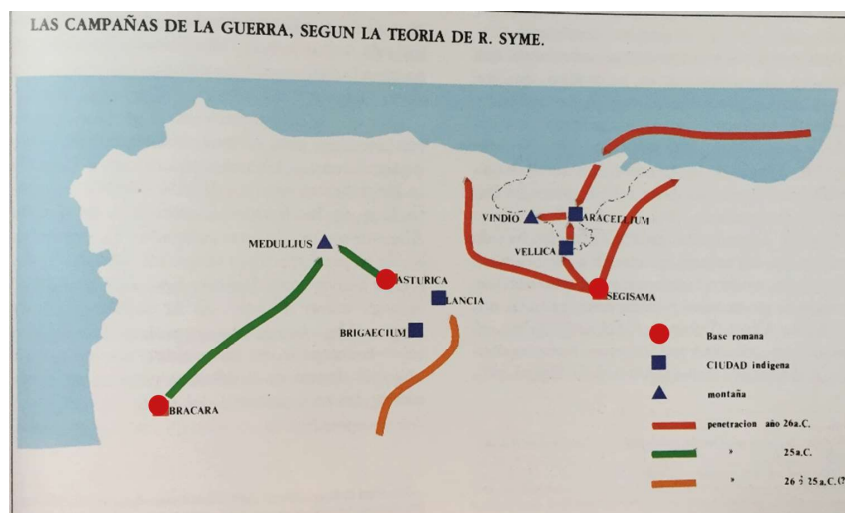 LAS CAMPAÑAS DE LA GUERRA, SEGUN LA TEORIA DE R. SYME.
VINDIO
ARACELLIUM
MEDULLIUS
VELLICA
ASTURICA
SEGISAMA
LANCIA
BRIGAECIUM
BRACARA
Base romana
CIUDAD indigena
montaña
penetracion año 26a.C.
» 25a.C.
» 26 25a.C.(?